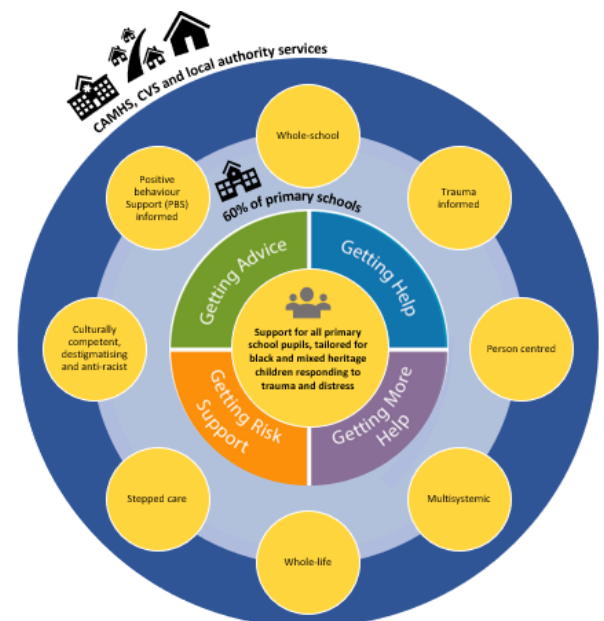 CAMHS, CVS and local authority services
Whole-school
Positive
behaviour
Support (PBS)
informed
60% of primary schools
Trauma
informed
Getting Advice
Getting Help
Culturally
competent,
destigmatising
and anti-racist
Support for all primary
school pupils, tailored for
black and mixed heritage
children responding to
trauma and distress
Person centred
Getting Risk
Support
Getting More
Help
Stepped care
Multisystemic
Whole-life